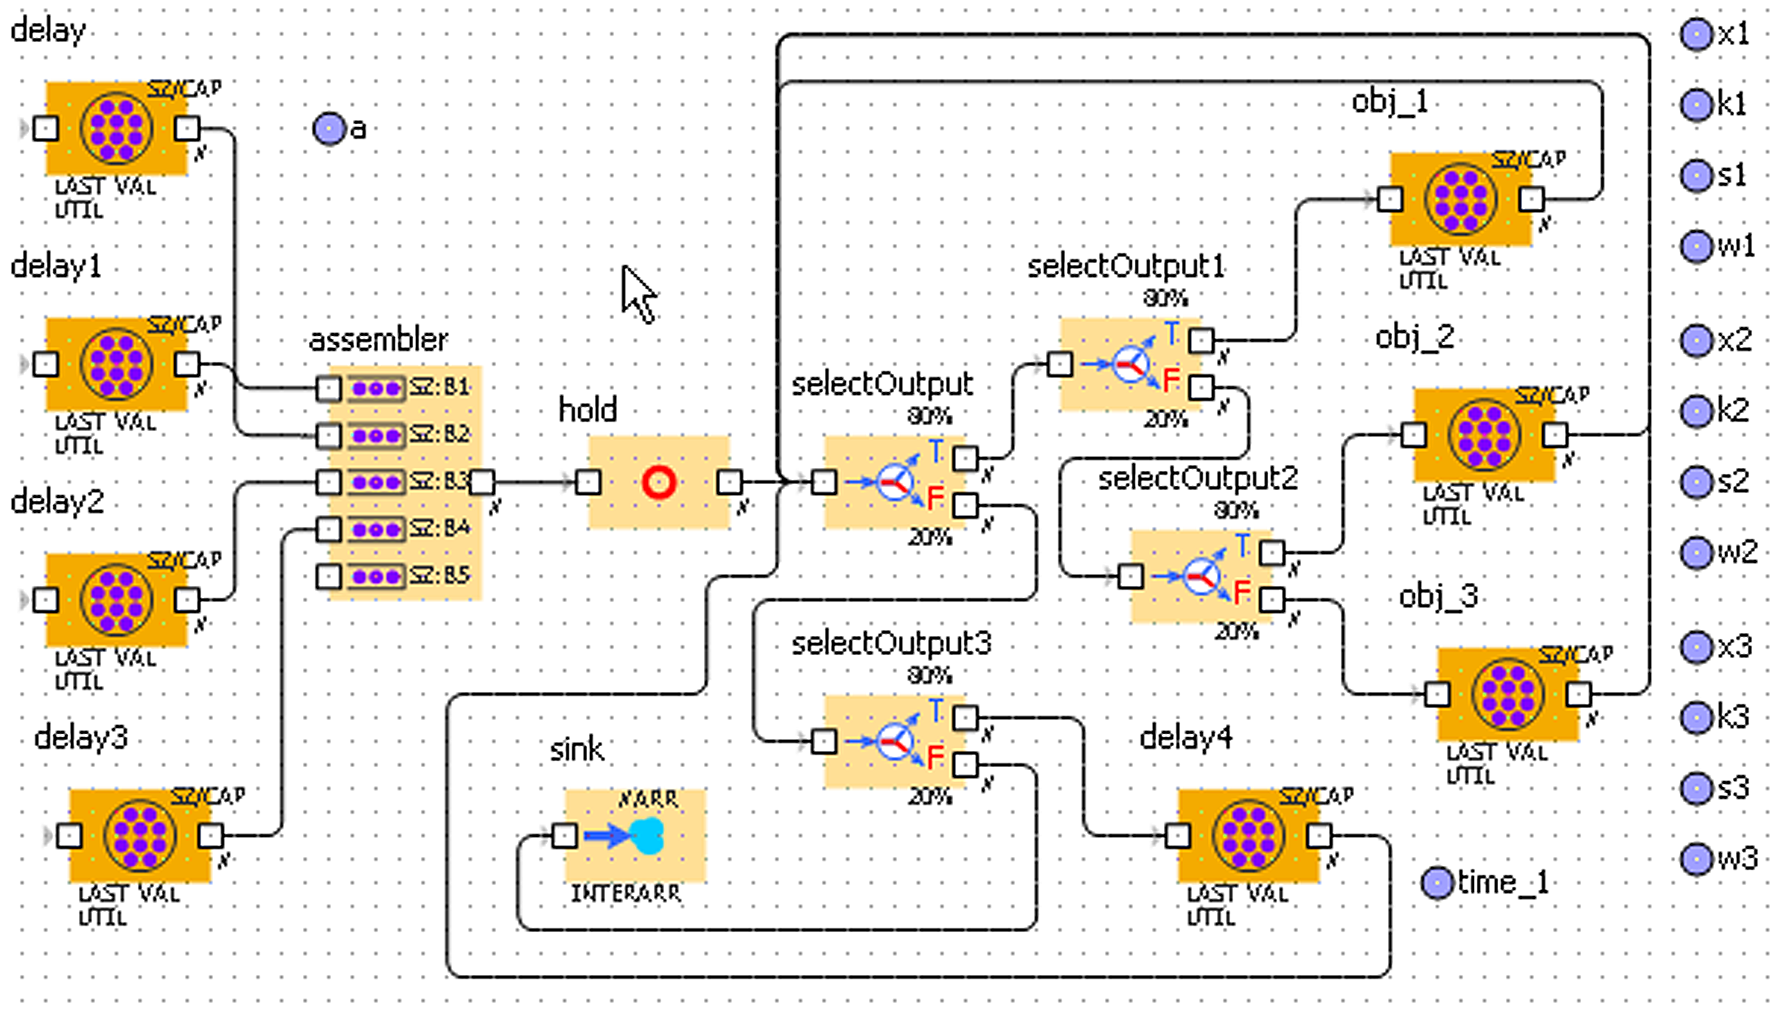 delay
SZ/CAP
LAST VAL
UTIL
a
delay1
SZ/CAP
LAST VAL
UTIL
delay2
SZ/CAP
LAST VAL
UTIL
delay3
SZ/CAP
LAST VAL
UTIL
assembler
SZ: B1
SZ: B2
SZ: B3
SZ: B4
SZ: B5
hold
selectOutput
80%
T
F
20%
selectOutput1
80%
T
F
20%
selectOutput2
80%
T
F
20%
selectOutput3
80%
T
F
20%
sink
INTERARR
delay4
SZ/CAP
LAST VAL
UTIL
obj_1
SZ/CAP
LAST VAL
UTIL
obj_2
SZ/CAP
LAST VAL
UTIL
obj_3
SZ/CAP
LAST VAL
UTIL
time_1
x1
k1
s1
w1
x2
k2
s2
w2
x3
k3
s3
w3